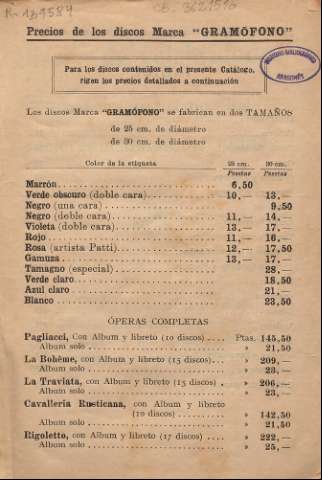 Precios de los discos Marca "GRAMÓFONO"
Para los discos contenidos en el presente Catálogo,
rigen los precios detallados a continuación
Los discos Marca "GRAMÓFONO" se fabrican en dos TAMAÑOS
de 25 cm. de diámetro
de 30 cm. de diámetro
Color de la etiqueta 25 cm. 30 cm.
Pesetas Pesetas
Marrón 6,50
Verde obscuro (doble cara) 10,— 13,—
Negro (una cara) » 9,50
Negro (doble cara) 11,— 14,—
Violeta (doble cara) 13,— 17,—
Rojo 11,— 16,—
Rosa (artista Patti) 12,— 17,50
Gamuza 13,— 17,—
Tamagno (especial) 28,—
Verde claro 18,50
Azul claro 21,—
Blanco 23,50
ÓPERAS COMPLETAS
Pagliacci, con Album y libreto (10 discos) Ptas. 145,50
Album solo » 21,50
La Bohème, con Album y libreto (15 discos) » 209,—
Album solo » 23,—
La Traviata, con Album y libreto (15 discos) » 206,—
Album solo » 23,—
Cavalleria Rusticana, con Album y libreto
(10 discos) » 142,50
Album solo » 21,50
Rigoletto, con Album y libreto (17 discos) » 222,—
Album solo » 25,—